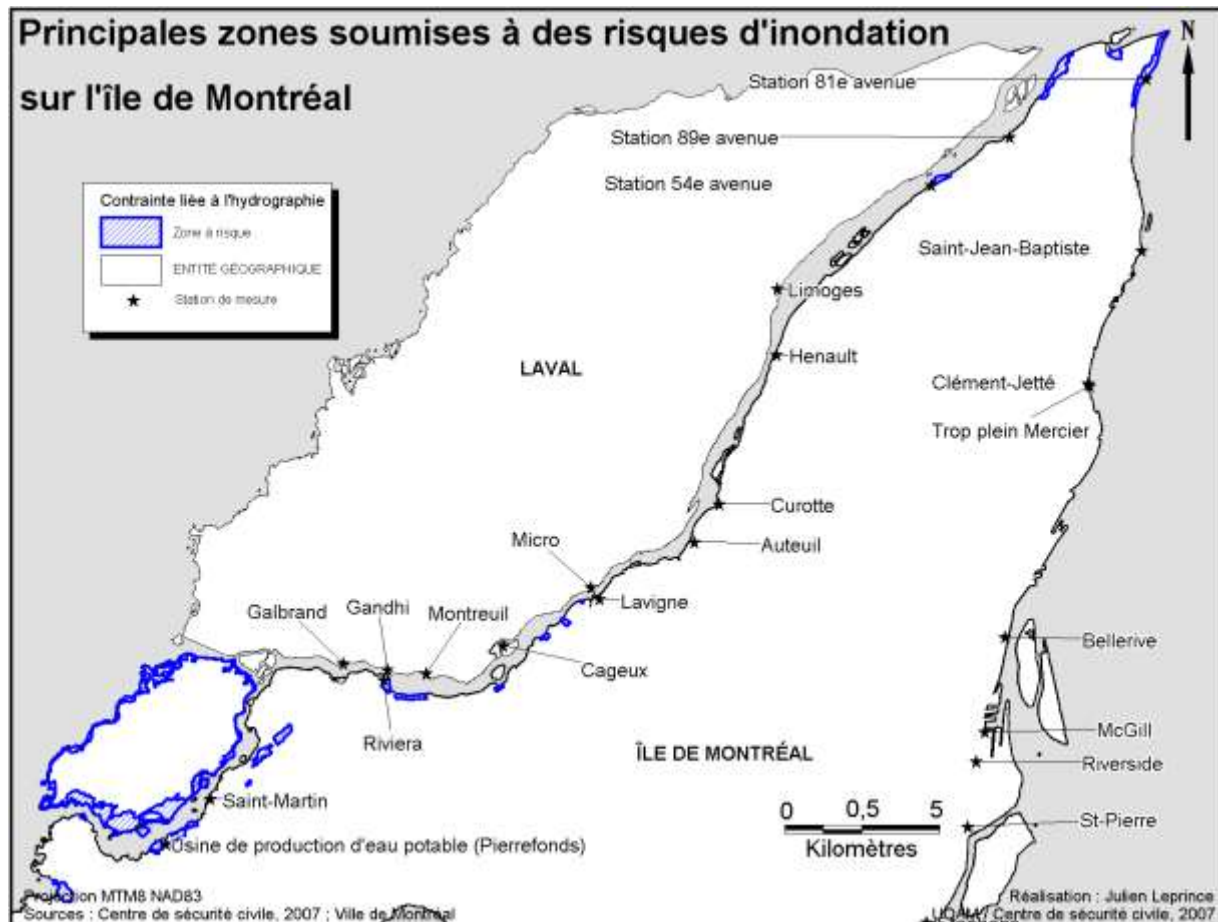 Principales zones soumises à des risques d'inondation
sur l'île de Montréal
N
Station 81e avenue
Station 89e avenue
Station 54e avenue
Contrainte liée à l'hydrographie
Zone à risque
ENTITÉ GÉOGRAPHIQUE
Station de mesure
Saint-Jean-Baptiste
Limoges
Henault
LAVAL
Clément-Jetté
Trop plein Mercier
Curotte
Auteuil
Micro
Lavigne
Galbrand
Gandhi
Montreuil
Bellerive
Cageux
Riviera
ÎLE DE MONTRÉAL
McGill
Riverside
Saint-Martin
0 0,5 5
Kilomètres
St-Pierre
Usine de production d'eau potable (Pierrefonds)
Projection MTM8 NAD83
Sources : Centre de sécurité civile, 2007 ; Ville de Montréal
Réalisation : Julien Leprince
UQAM / Centre de sécurité civile, 2007